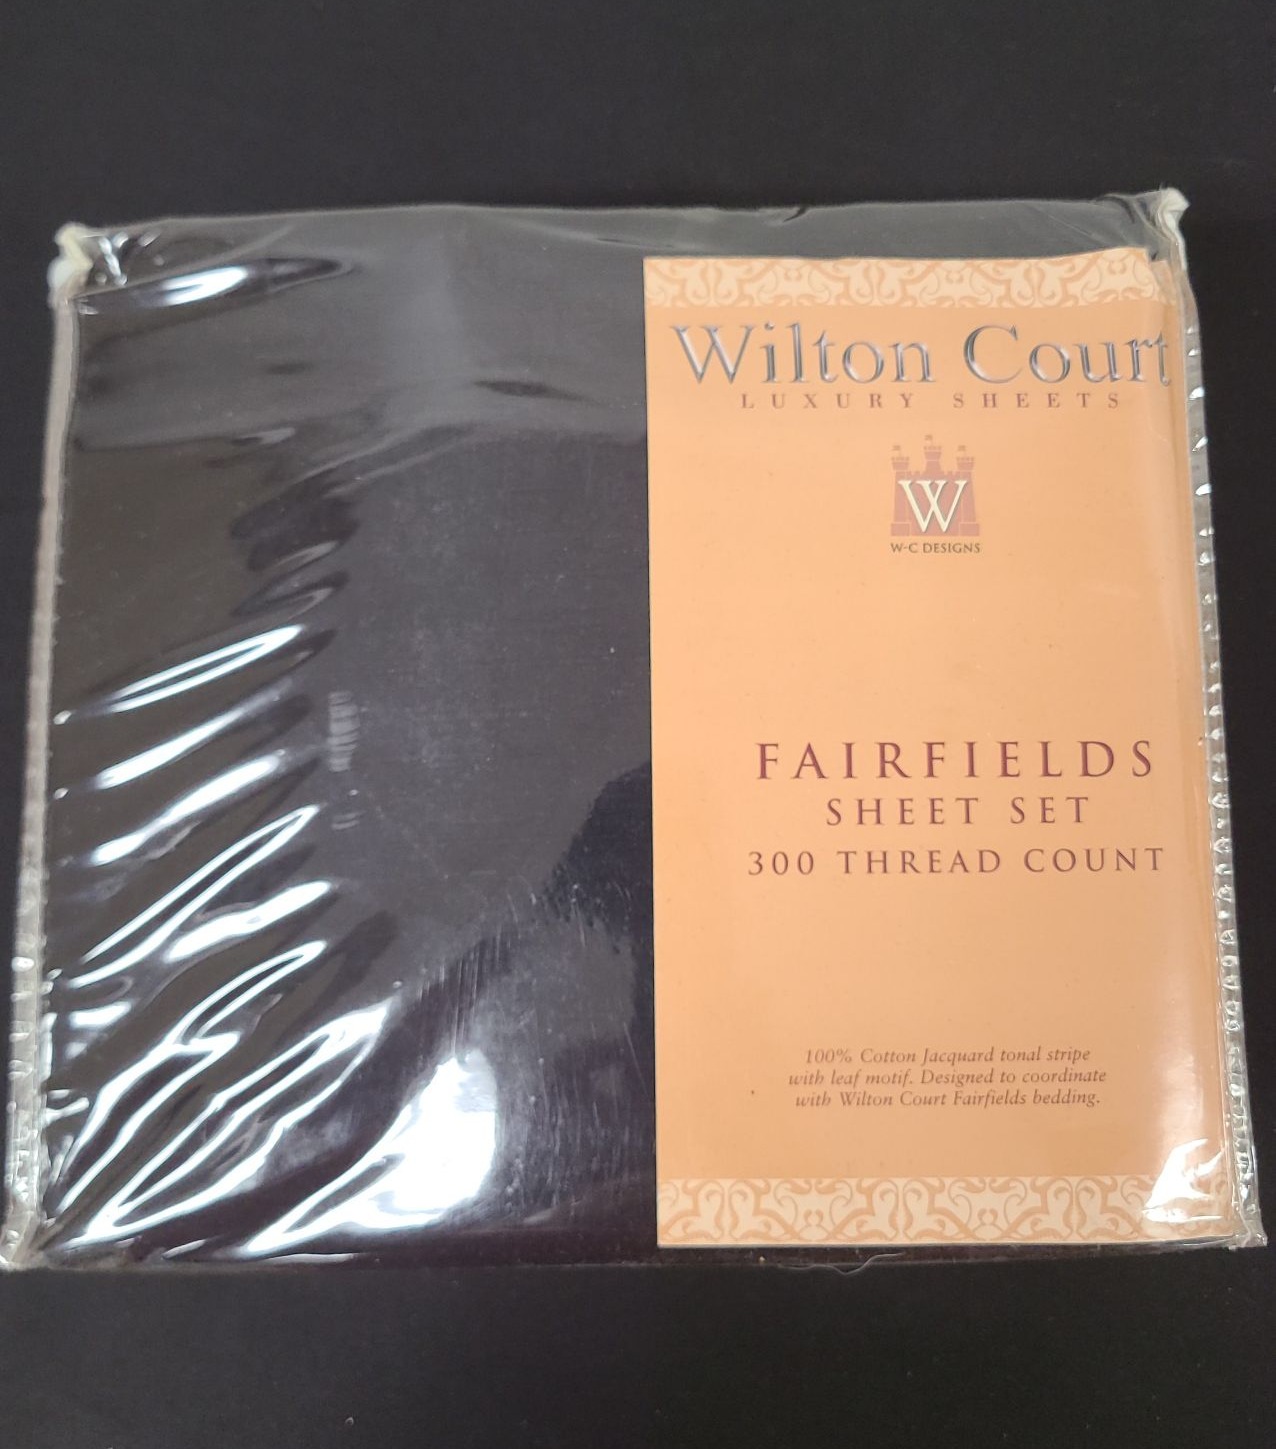 Wilton Court
LUXURY SHEETS
W
W-C DESIGNS
FAIRFIELDS
SHEET SET
300 THREAD COUNT
100% Cotton Jacquard tonal stripe
with leaf motif. Designed to coordinate
with Wilton Court Fairfields bedding.